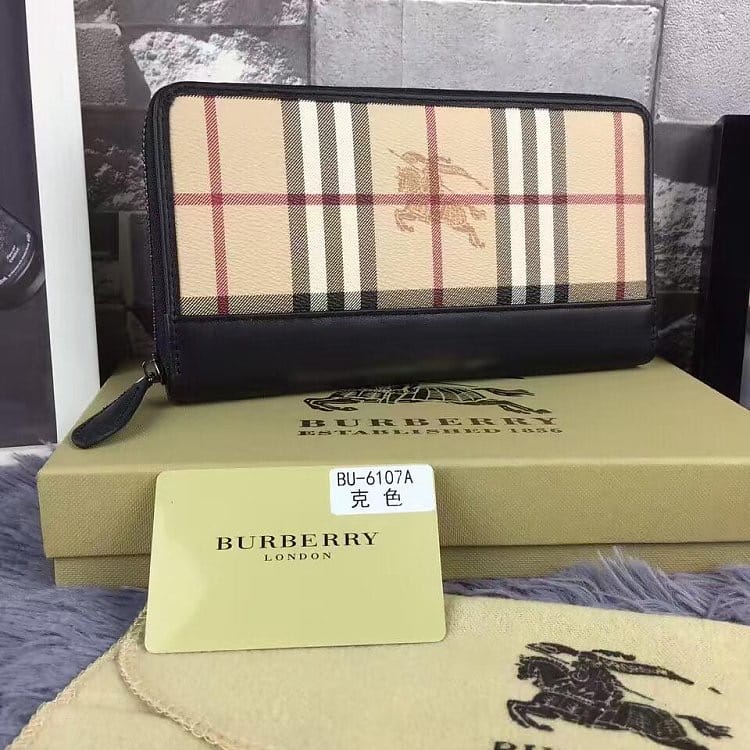 BURBERRY
ESTABLISHED 1856
BU-6107A
克色
BURBERRY
LONDON